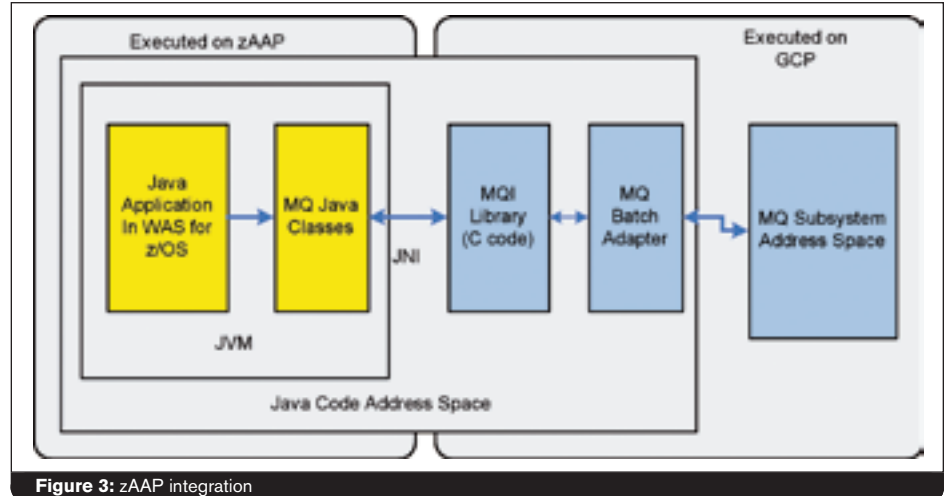 Executed on zAAP
Executed on
GCP
Java
Application
In WAS for
z/OS
MQ Java
Classes
JNI
MQI
Library
(C code)
MQ
Batch
Adapter
MQ Subsystem
Address Space
JVM
Java Code Address Space
Figure 3: zAAP integration